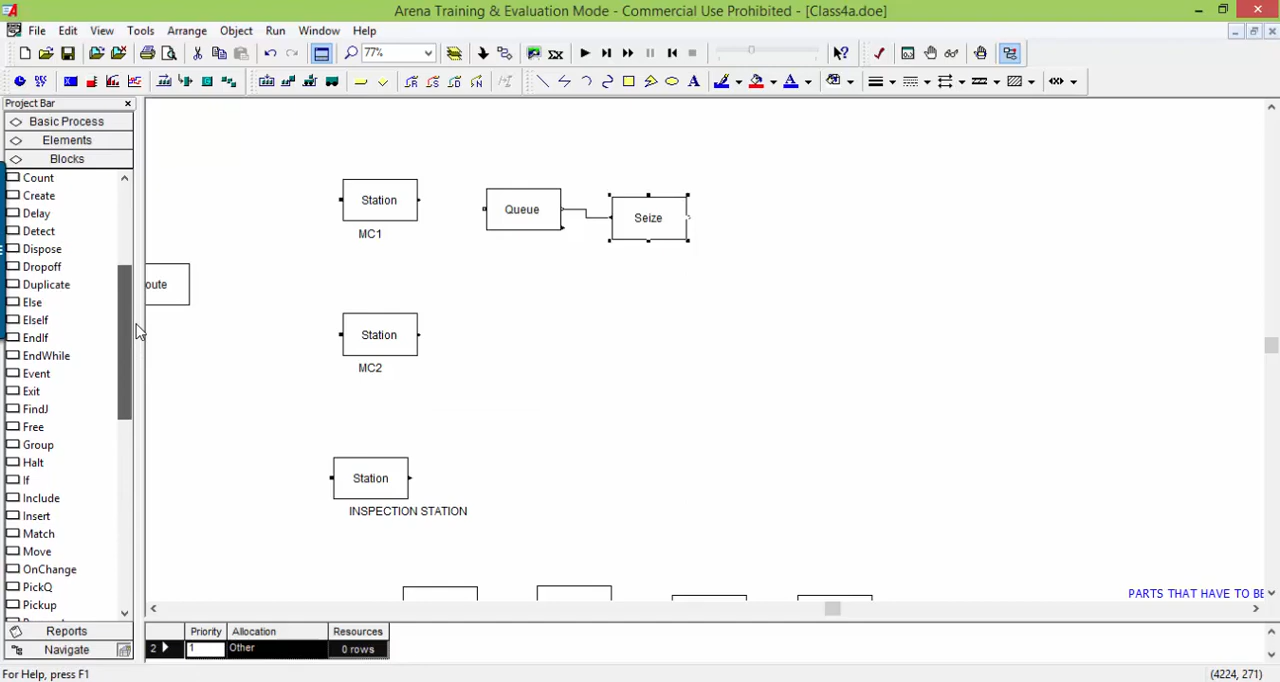 Arena Training & Evaluation Mode - Commercial Use Prohibited - [Class4a.doe]
File Edit View Tools Arrange Object Run Window Help
77%
Project Bar
Basic Process
Elements
Blocks
Count
Create
Delay
Detect
Dispose
Dropoff
Duplicate
Else
ElseIf
EndIf
EndWhile
Event
Exit
FindJ
Free
Group
Halt
If
Include
Insert
Match
Move
OnChange
PickQ
Pickup
Reports
Navigate
Station
MC1
Queue
Seize
oute
Station
MC2
Station
INSPECTION STATION
PARTS THAT HAVE TO BE
Priority Allocation Resources
2 1 Other 0 rows
For Help, press F1
(4224, 271)